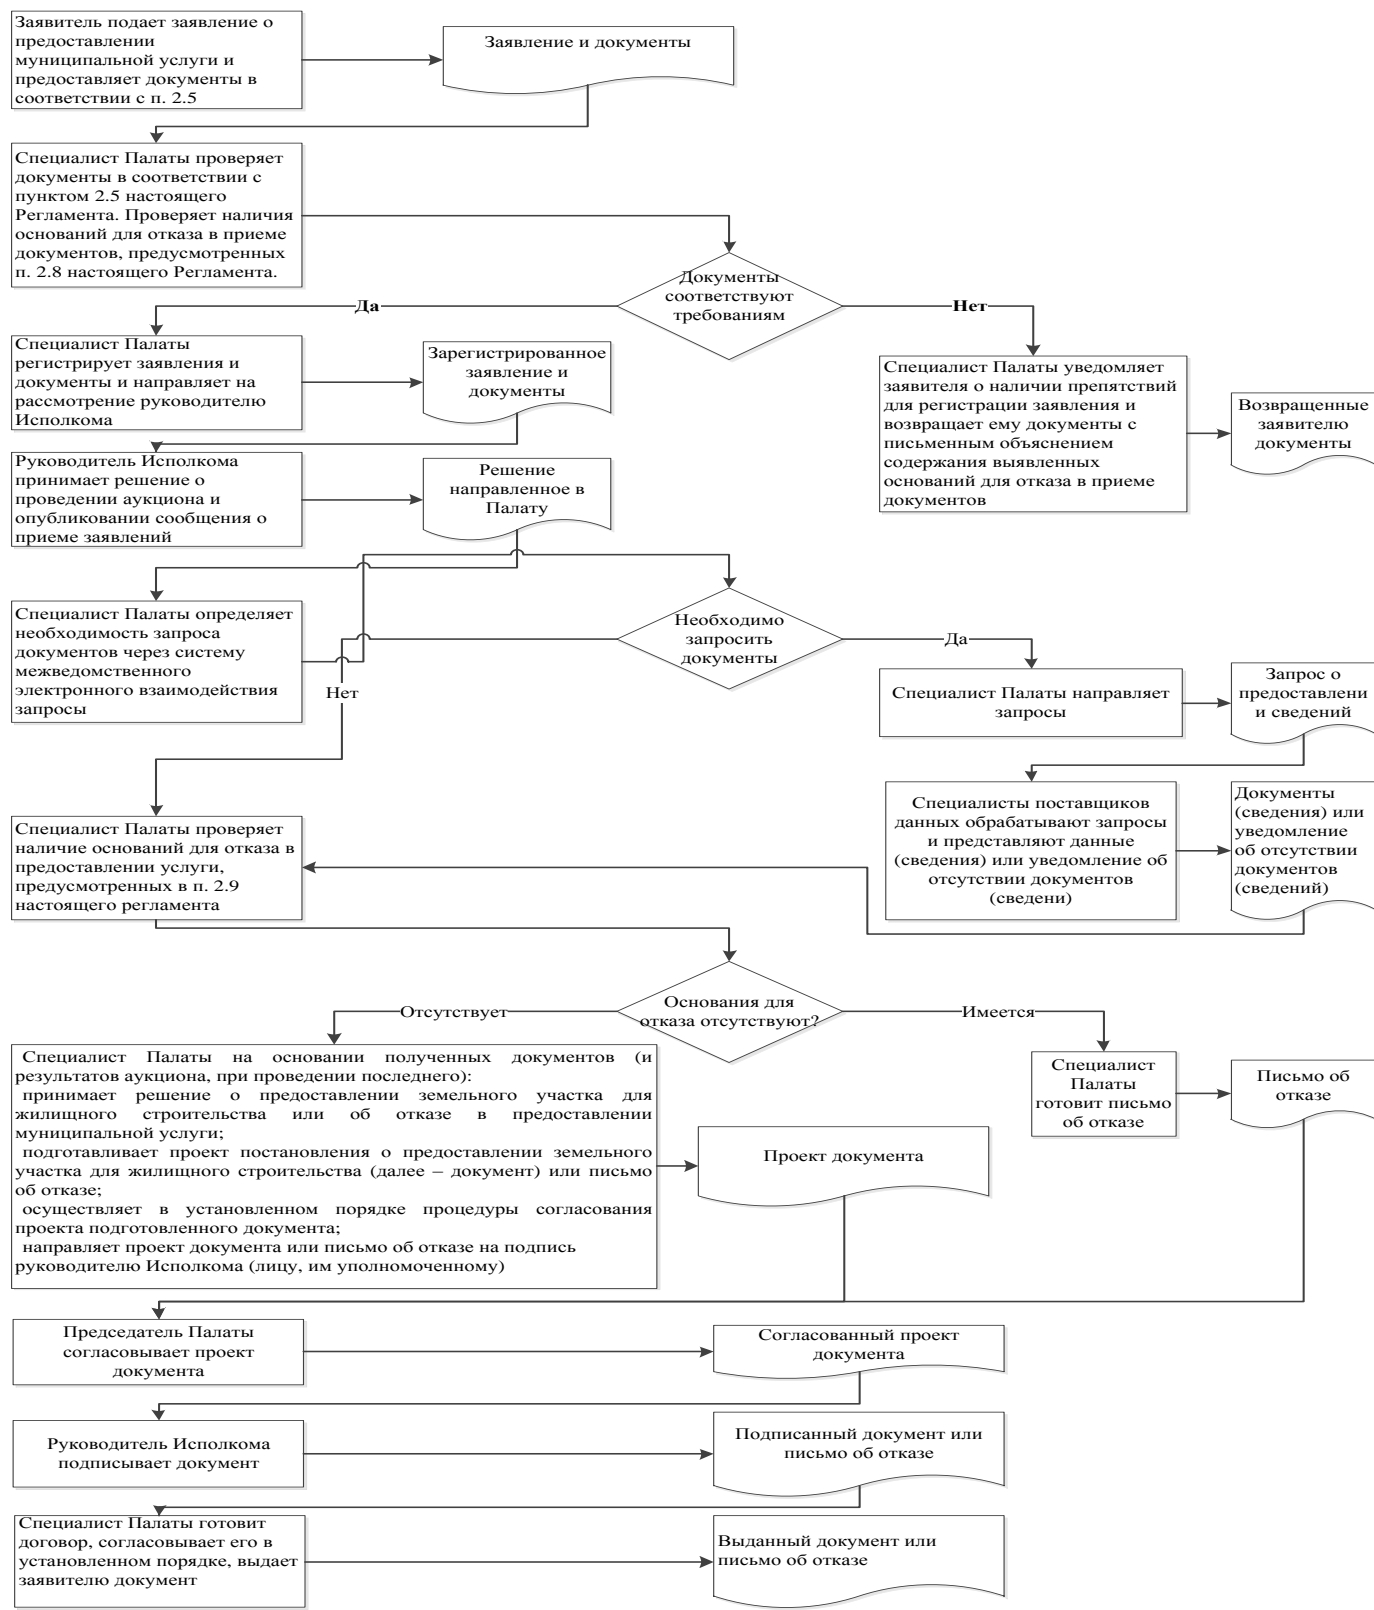 Заявитель подает заявление о
предоставлении
муниципальной услуги и
предоставляет документы в
соответствии с п. 2.5
Заявление и документы
Специалист Палаты проверяет
документы в соответствии с
пунктом 2.5 настоящего
Регламента. Проверяет наличия
оснований для отказа в приеме
документов, предусмотренных
п. 2.8 настоящего Регламента.
Документы
соответствуют
требованиям
Да
Нет
Специалист Палаты
регистрирует заявления и
документы и направляет на
рассмотрение руководителю
Исполкома
Зарегистрированное
заявление и
документы
Специалист Палаты уведомляет
заявителя о наличии препятствий
для регистрации заявления и
возвращает ему документы с
письменным объяснением
содержания выявленных
оснований для отказа в приеме
документов
Возвращенные
заявителю
документы
Руководитель Исполкома
принимает решение о
проведении аукциона и
опубликовании сообщения о
приеме заявлений
Решение
направленное в
Палату
Специалист Палаты определяет
необходимость запроса
документов через систему
межведомственного
электронного взаимодействия
запросы
Необходимо
запросить
документы
Да
Нет
Специалист Палаты направляет
запросы
Запрос о
предоставлени
и сведений
Специалисты поставщиков
данных обрабатывают запросы
и представляют данные
(сведения) или уведомление об
отсутствии документов
(сведени)
Документы
(сведения) или
уведомление
об отсутствии
документов
(сведений)
Специалист Палаты проверяет
наличие оснований для отказа в
предоставлении услуги,
предусмотренных в п. 2.9
настоящего регламента
Основания для
отказа отсутствуют?
Отсутствует
Имеется
Специалист Палаты на основании полученных документов (и
результатов аукциона, при проведении последнего):
принимает решение о предоставлении земельного участка для
жилищного строительства или об отказе в предоставлении
муниципальной услуги;
подготавливает проект постановления о предоставлении земельного
участка для жилищного строительства (далее – документ) или письмо
об отказе;
осуществляет в установленном порядке процедуры согласования
проекта подготовленного документа;
направляет проект документа или письмо об отказе на подпись
руководителю Исполкома (лицу, им уполномоченному)
Проект документа
Специалист
Палаты
готовит письмо
об отказе
Письмо об
отказе
Председатель Палаты
согласовывает проект
документа
Согласованный проект
документа
Руководитель Исполкома
подписывает документ
Подписанный документ или
письмо об отказе
Специалист Палаты готовит
договор, согласовывает его в
установленном порядке, выдает
заявителю документ
Выданный документ или
письмо об отказе